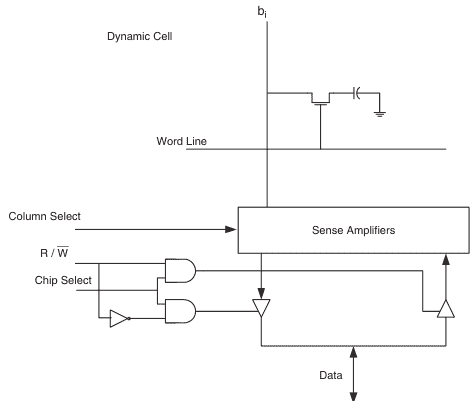 bi
Dynamic Cell
Word Line
Column Select
Sense Amplifiers
R / W̅
Chip Select
Data